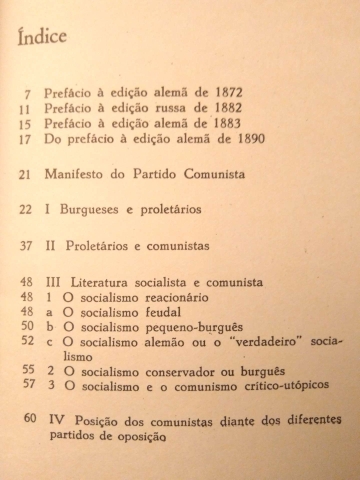 Índice
7 Prefácio à edição alemã de 1872
11 Prefácio à edição russa de 1882
15 Prefácio à edição alemã de 1883
17 Do prefácio à edição alemã de 1890
21 Manifesto do Partido Comunista
22 I Burgueses e proletários
37 II Proletários e comunistas
48 III Literatura socialista e comunista
48 1 O socialismo reacionário
48 a O socialismo feudal
50 b O socialismo pequeno-burguês
52 c O socialismo alemão ou o "verdadeiro" socia-
lismo
55 2 O socialismo conservador ou burguês
57 3 O socialismo e o comunismo crítico-utópicos
60 IV Posição dos comunistas diante dos diferentes
partidos de oposição